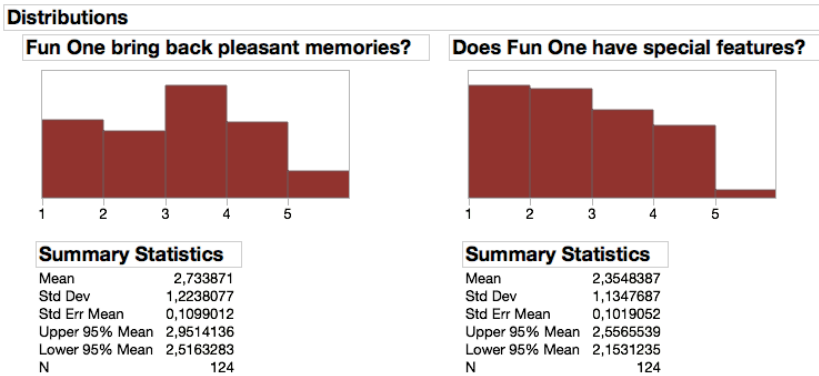 Distributions
Fun One bring back pleasant memories?
1 2 3 4 5
Summary Statistics
Mean 2,733871
Std Dev 1,2238077
Std Err Mean 0,1099012
Upper 95% Mean 2,9514136
Lower 95% Mean 2,5163283
N 124
Does Fun One have special features?
1 2 3 4 5
Summary Statistics
Mean 2,3548387
Std Dev 1,1347687
Std Err Mean 0,1019052
Upper 95% Mean 2,5565539
Lower 95% Mean 2,1531235
N 124